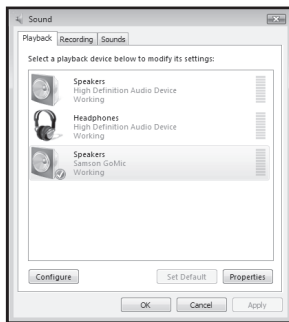 Sound
Playback Recording Sounds
Select a playback device below to modify its settings:
Speakers
High Definition Audio Device
Working
Headphones
High Definition Audio Device
Working
Speakers
Samson GoMic
Working
Configure Set Default Properties
OK Cancel Apply